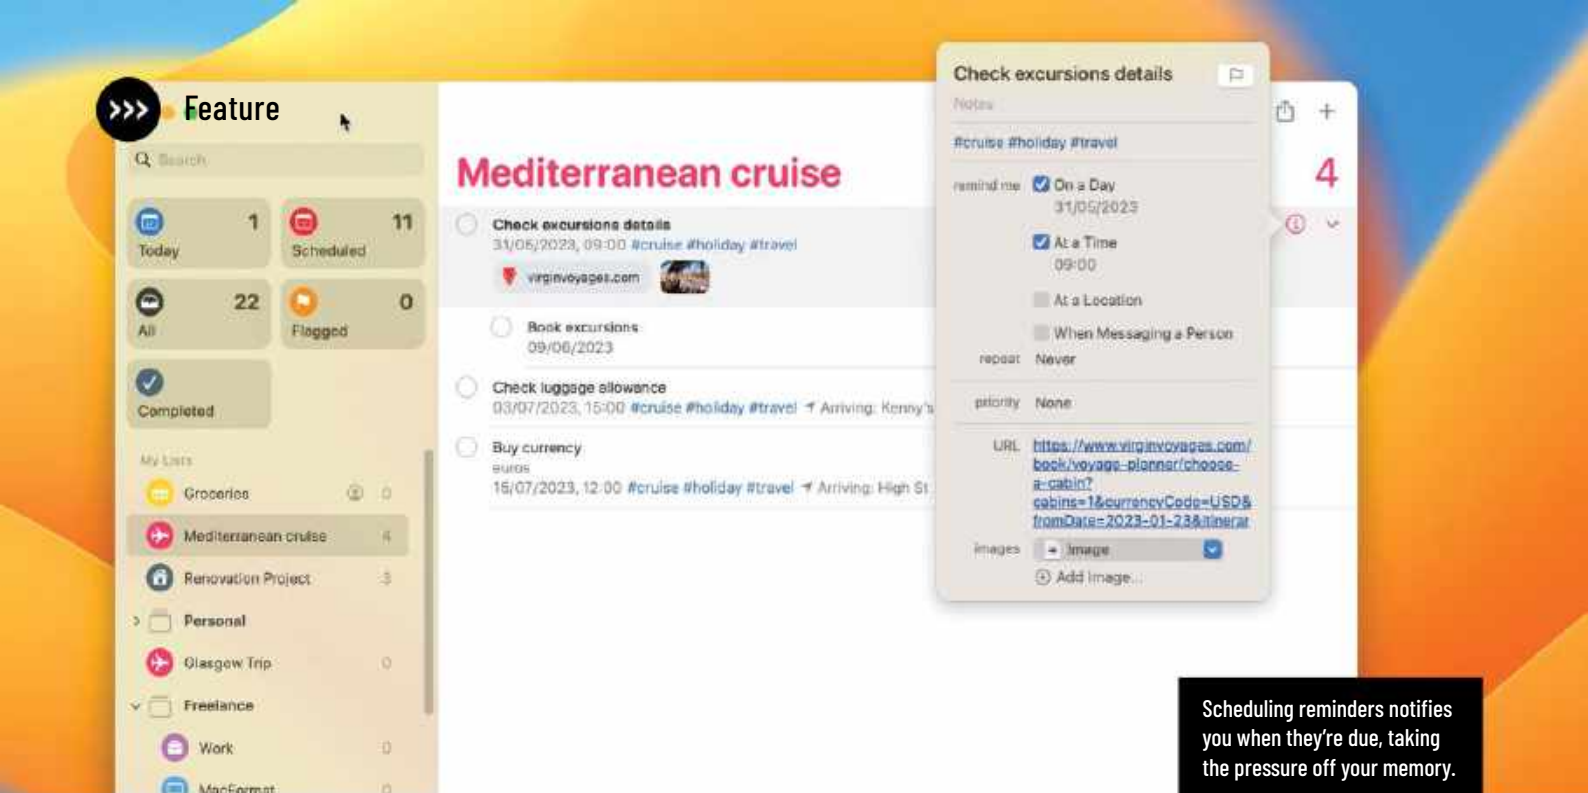 >>> Feature
Search
1
Today
11
Scheduled
22
All
0
Flagged
Completed
My Lists
Groceries 0
Mediterranean cruise 4
Renovation Project 3
Personal
Glasgow Trip 0
Freelance
Work 0
MacFormat 0
Mediterranean cruise 4
Check excursions details
31/05/2023, 09:00 #cruise #holiday #travel
virginvoyages.com
Book excursions
09/06/2023
Check luggage allowance
03/07/2023, 15:00 #cruise #holiday #travel Arriving: Kenny's
Buy currency
euros
15/07/2023, 12:00 #cruise #holiday #travel Arriving: High St
Check excursions details
Notes
#cruise #holiday #travel
remind me On a Day
31/05/2023
At a Time
09:00
At a Location
When Messaging a Person
repeat Never
priority None
URL https://www.virginvoyages.com/
book/voyage-planner/choose-
a-cabin?
cabins=1&currencyCode=USD&
fromDate=2023-01-23&itinerar
images Image
Add Image...
Scheduling reminders notifies
you when they're due, taking
the pressure off your memory.